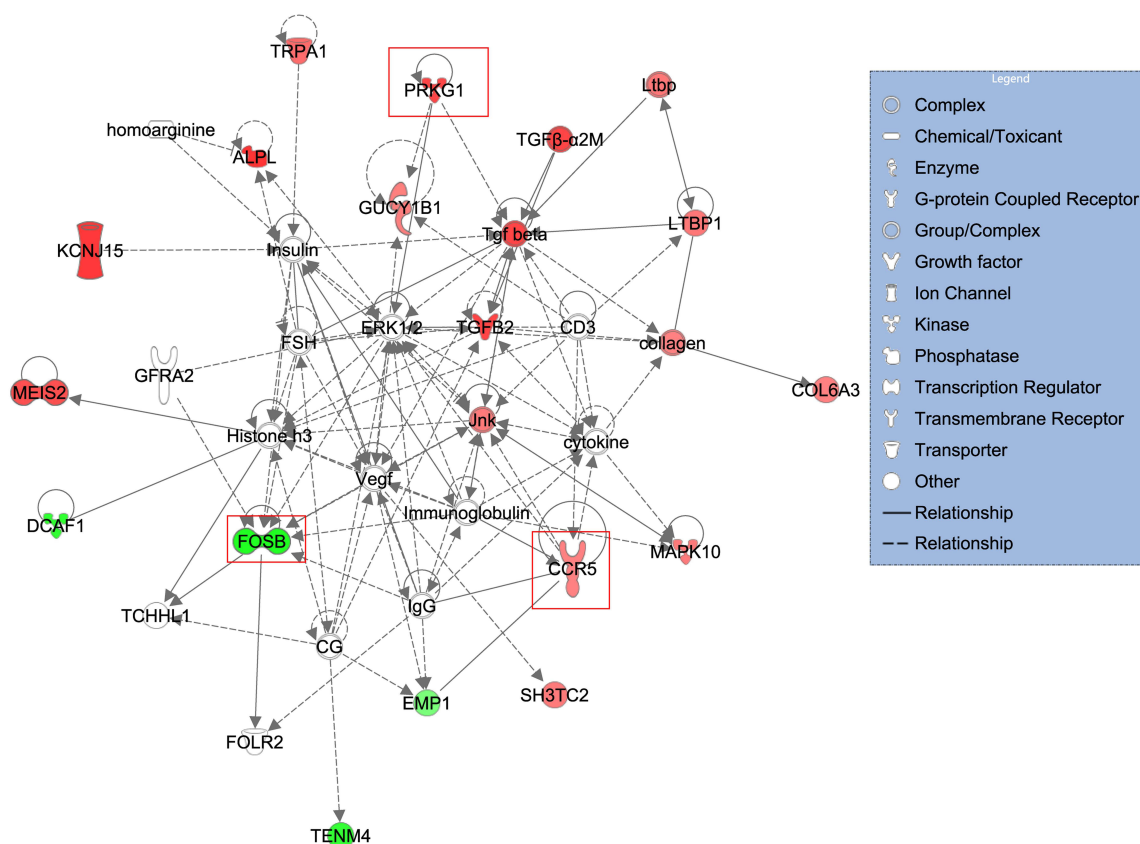 TRPA1
PRKG1
Ltbp
homoarginine
TGFβ-α2M
ALPL
GUCY1B1
LTBP1
Tgf beta
KCNJ15
Insulin
ERK1/2
TGFB2
CD3
FSH
collagen
GFRA2
MEIS2
COL6A3
Jnk
Histone h3
cytokine
Vegf
Immunoglobulin
DCAF1
FOSB
MAPK10
CCR5
IgG
TCHHL1
CG
SH3TC2
EMP1
FOLR2
TENM4
Legend
Complex
Chemical/Toxicant
Enzyme
G-protein Coupled Receptor
Group/Complex
Growth factor
Ion Channel
Kinase
Phosphatase
Transcription Regulator
Transmembrane Receptor
Transporter
Other
Relationship
Relationship